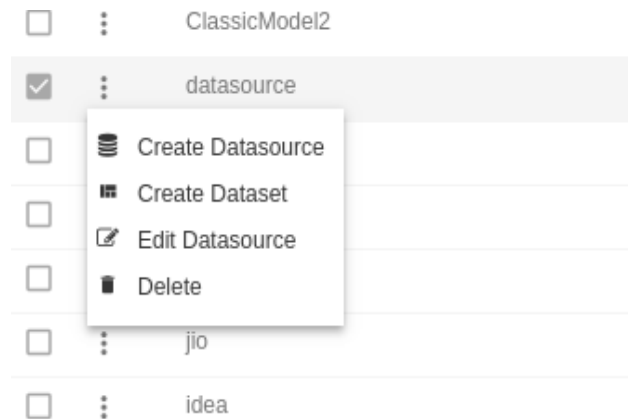 ClassicModel2
datasource
Create Datasource
Create Dataset
Edit Datasource
Delete
jio
idea